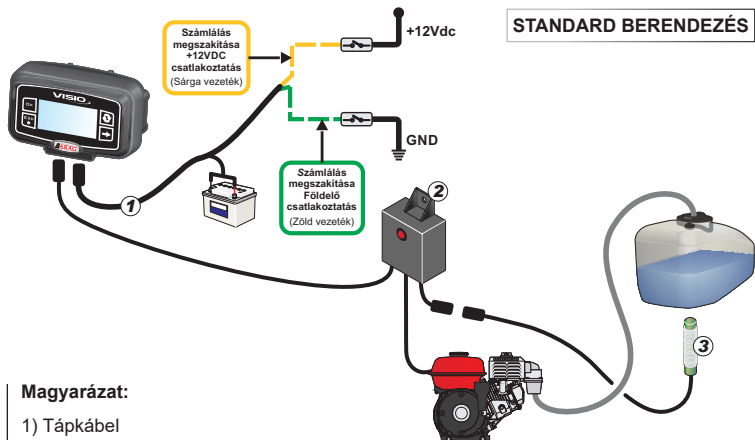 STANDARD BERENDEZÉS
Számlálás
megszakítása
+12VDC
csatlakoztatás
(Sárga vezeték)
+12Vdc
VISIO
ARAG
GND
Számlálás
megszakítása
Földelő
csatlakoztatás
(Zöld vezeték)
1
2
3
Magyarázat:
1) Tápkábel